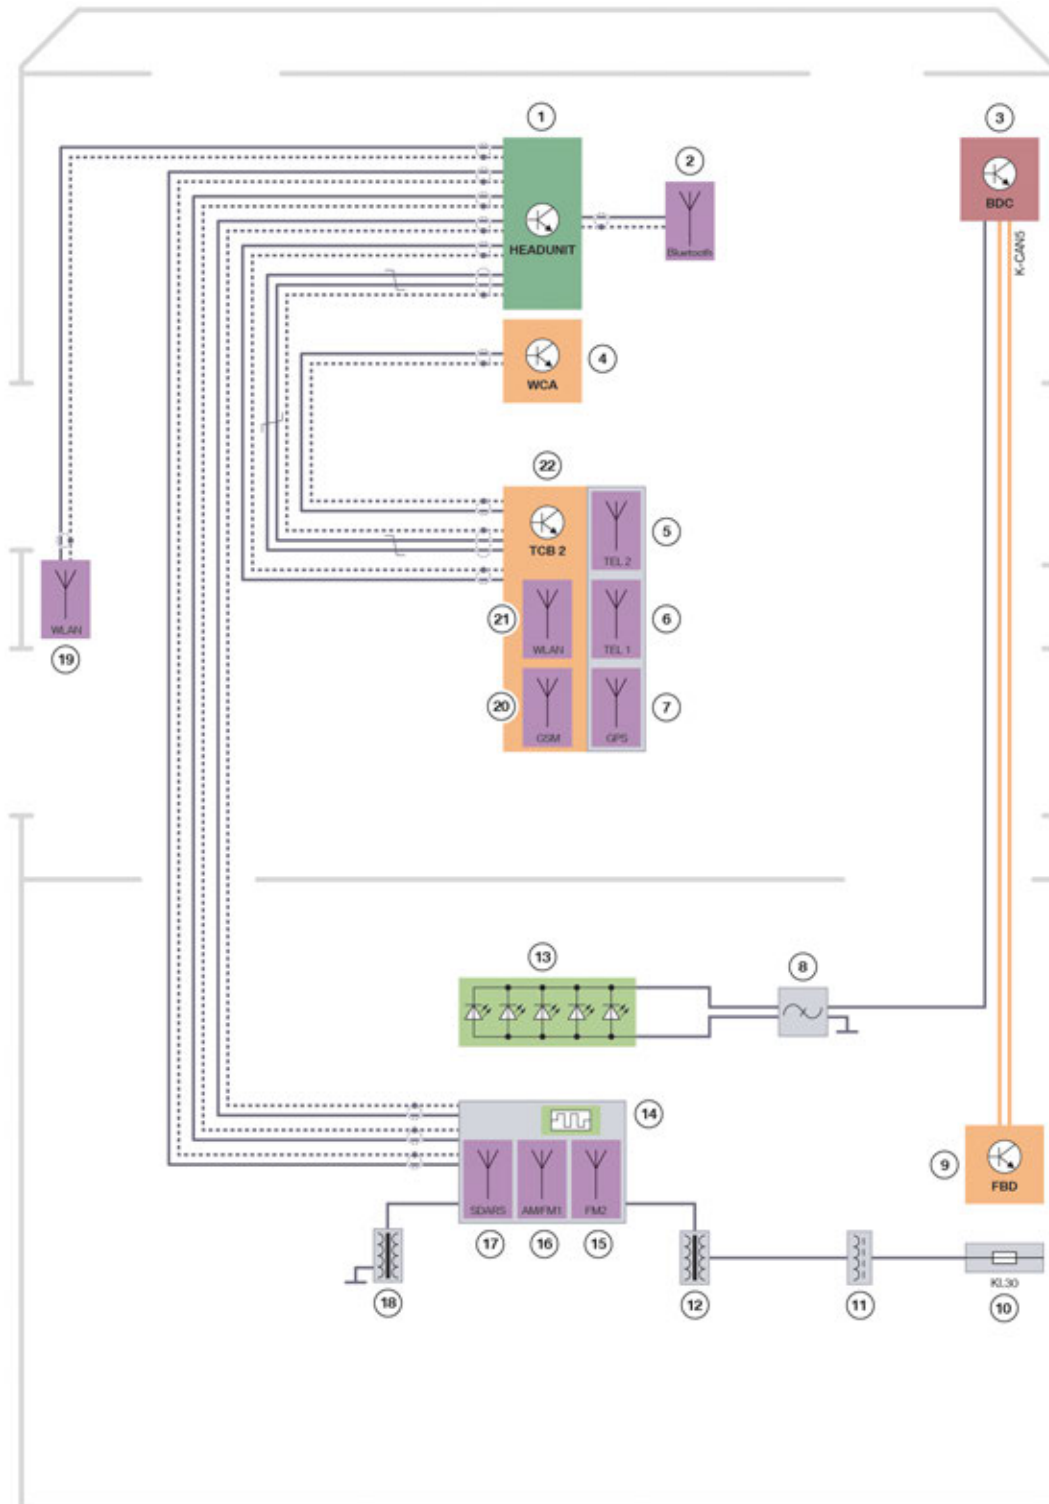 1
2
3
HEADUNIT
Bluetooth
BDC
K-CAN5
WCA
4
22
TCB 2
TEL 2
5
21
WLAN
TEL 1
6
20
GSM
GPS
7
WLAN
19
13
8
14
SDARS
AM/FM1
FM2
17
16
15
9
FBD
18
12
11
KL30
10